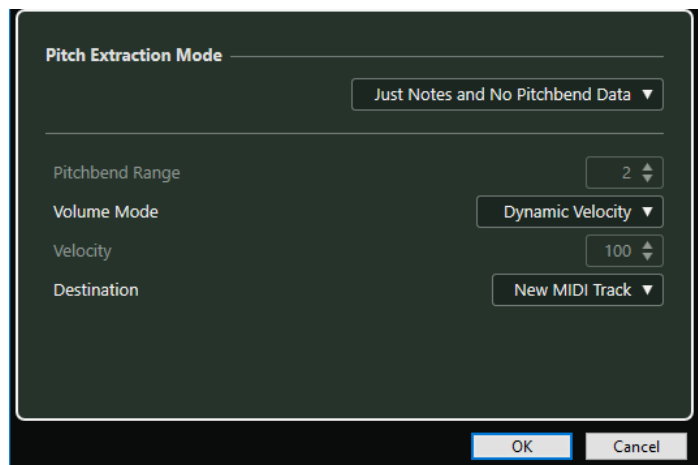 Pitch Extraction Mode
Just Notes and No Pitchbend Data
Pitchbend Range 2
Volume Mode Dynamic Velocity
Velocity 100
Destination New MIDI Track
OK Cancel